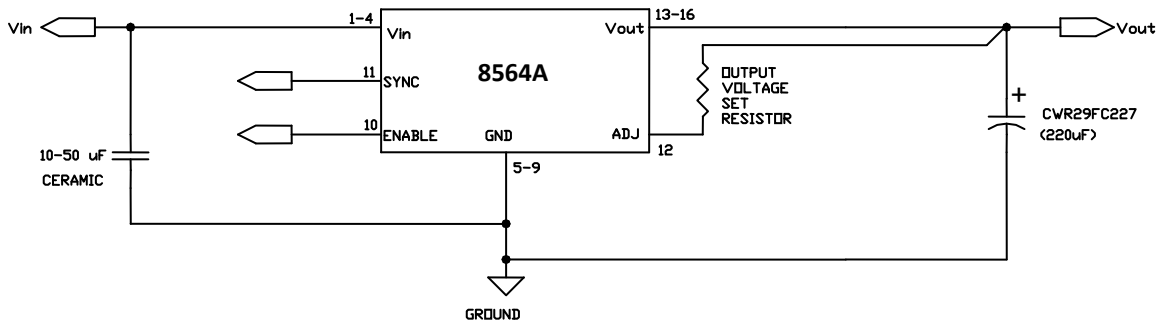 Vin
1-4
Vin
11
SYNC
10
ENABLE
8564A
GND
5-9
13-16
Vout
ADJ
12
OUTPUT
VOLTAGE
SET
RESISTOR
Vout
+
CWR29FC227
(220uF)
10-50 uF
CERAMIC
GROUND